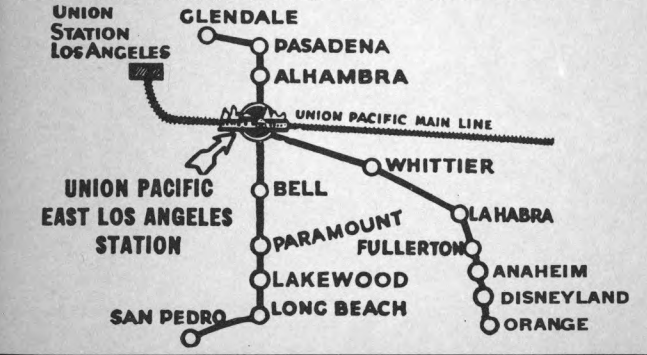 UNION
STATION
LOS ANGELES
GLENDALE
PASADENA
ALHAMBRA
UNION PACIFIC MAIN LINE
UNION PACIFIC
EAST LOS ANGELES
STATION
WHITTIER
BELL
LA HABRA
PARAMOUNT
FULLERTON
ANAHEIM
LAKEWOOD
DISNEYLAND
LONG BEACH
SAN PEDRO
ORANGE